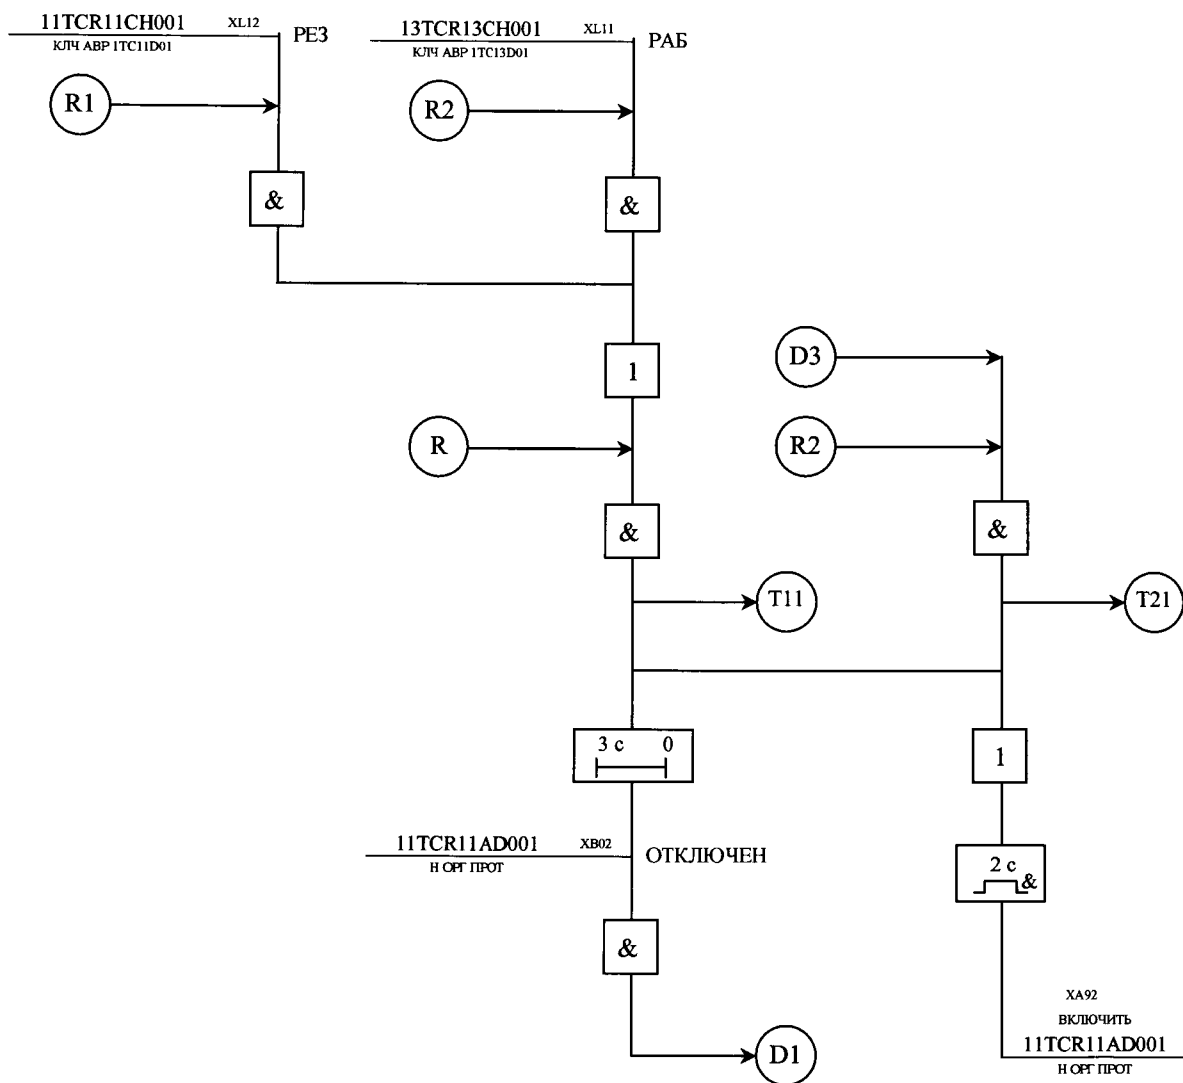 11TCR11CH001 XL12 РЕЗ
КЛЧ АВР 1TC11D01
13TCR13CH001 XL11 РАБ
КЛЧ АВР 1TC13D01
R1
R2
&
&
1
D3
R
R2
&
&
T11
T21
3 с 0
1
11TCR11AD001 XB02 ОТКЛЮЧЕН
Н ОРГ ПРОТ
2 с
&
&
XA92
ВКЛЮЧИТЬ
11TCR11AD001
Н ОРГ ПРОТ
D1